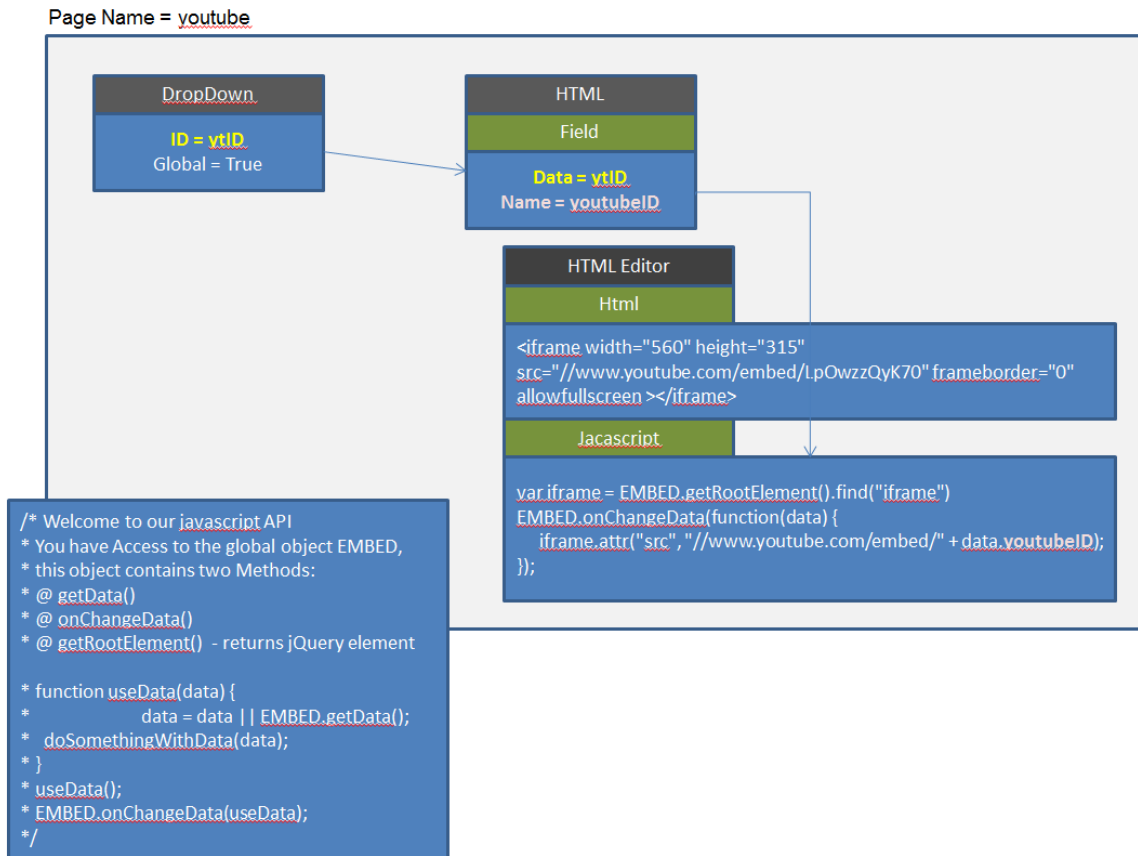 Page Name = youtube
DropDown
ID = ytID
Global = True
HTML
Field
Data = ytID
Name = youtubeID
HTML Editor
Html
<iframe width="560" height="315"
src="//www.youtube.com/embed/LpOwzzQyK70" frameborder="0"
allowfullscreen ></iframe>
Jacascript
var iframe = EMBED.getRootElement().find("iframe")
EMBED.onChangeData(function(data) {
iframe.attr("src","//www.youtube.com/embed/" + data.youtubeID);
});
/* Welcome to our javascript API
* You have Access to the global object EMBED,
* this object contains two Methods:
* @ getData()
* @ onChangeData()
* @ getRootElement() - returns jQuery element
* function useData(data) {
* data = data || EMBED.getData();
* doSomethingWithData(data);
* }
* useData();
* EMBED.onChangeData(useData);
*/